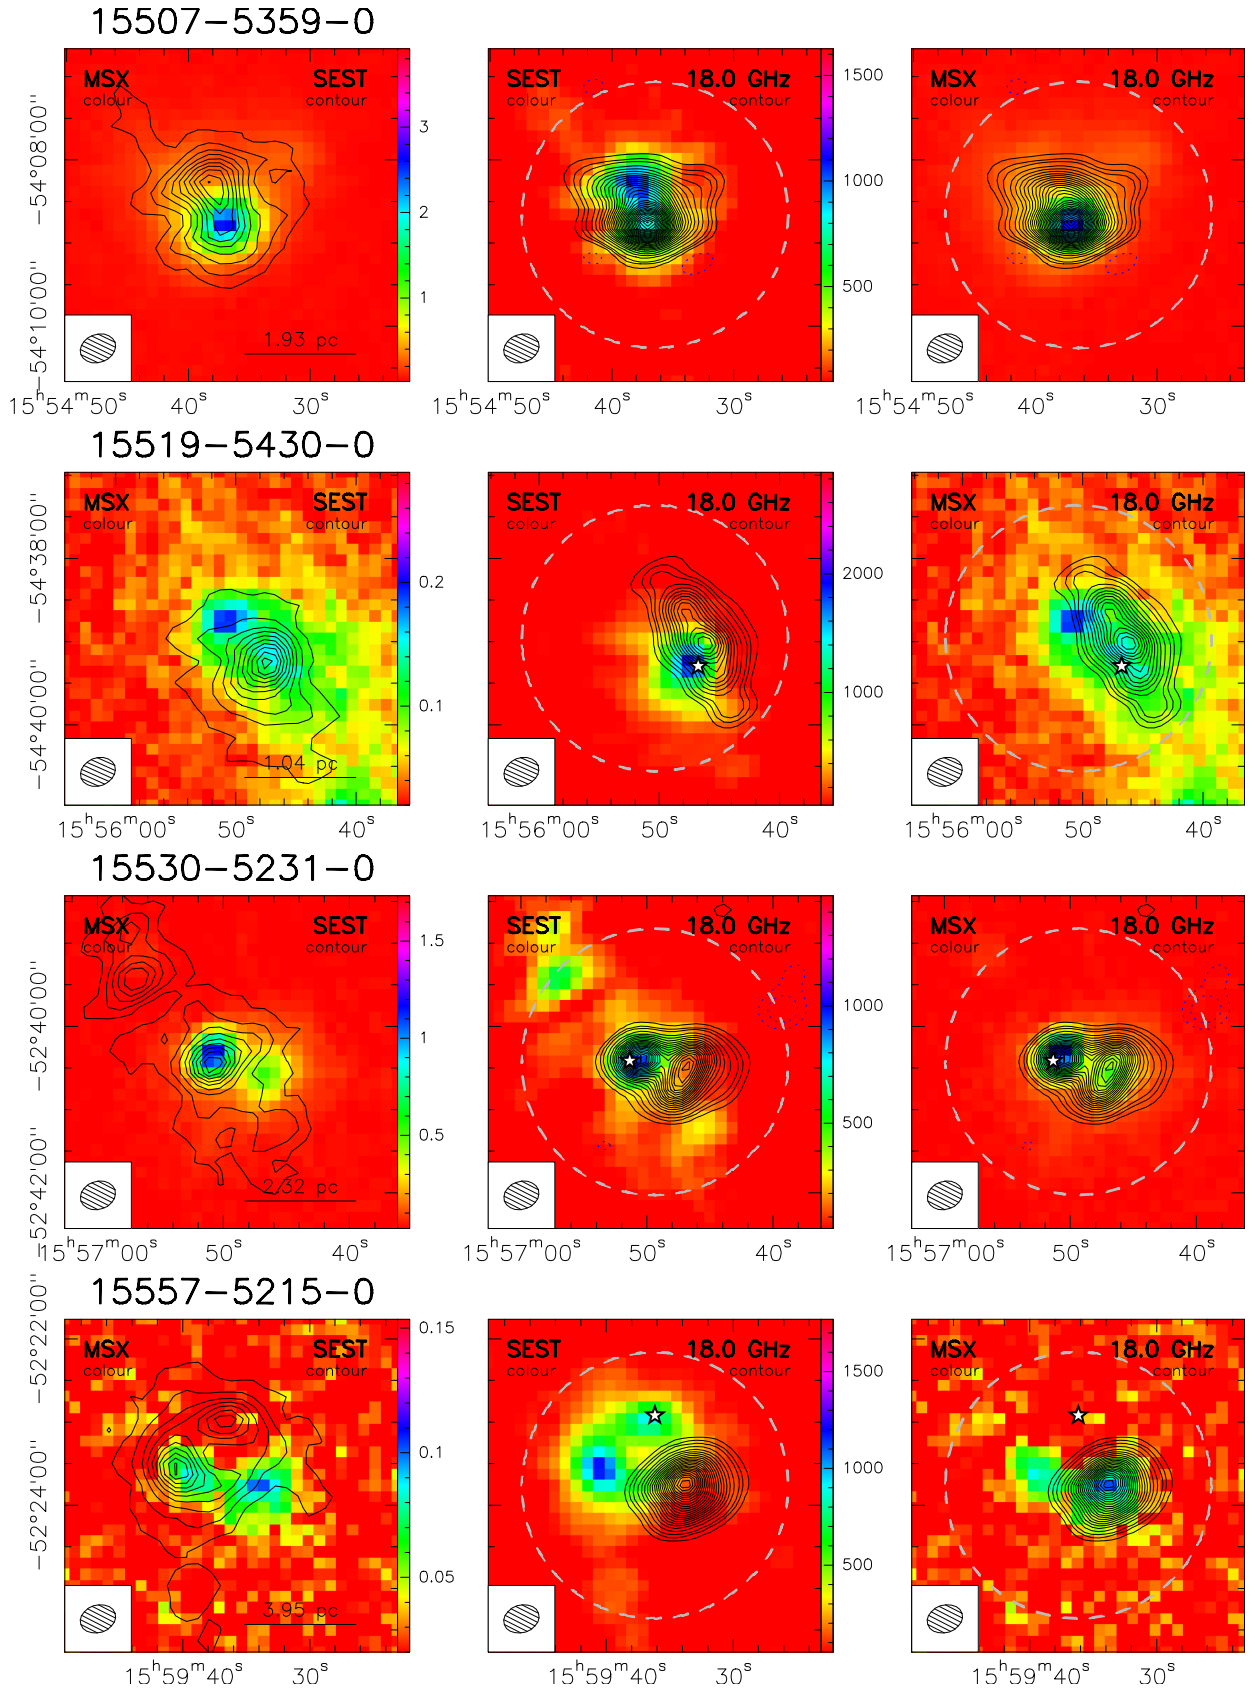 15507−5359−0
MSX colour SEST contour
SEST colour 18.0 GHz contour
MSX colour 18.0 GHz contour
−54°08'00''
−54°10'00''
1.93 pc
3
2
1
1500
1000
500
15ʰ54ᵐ50ˢ 40ˢ 30ˢ
15ʰ54ᵐ50ˢ 40ˢ 30ˢ
15ʰ54ᵐ50ˢ 40ˢ 30ˢ
15519−5430−0
MSX colour SEST contour
SEST colour 18.0 GHz contour
MSX colour 18.0 GHz contour
−54°38'00''
−54°40'00''
1.04 pc
0.2
0.1
2000
1000
15ʰ56ᵐ00ˢ 50ˢ 40ˢ
15ʰ56ᵐ00ˢ 50ˢ 40ˢ
15ʰ56ᵐ00ˢ 50ˢ 40ˢ
15530−5231−0
MSX colour SEST contour
SEST colour 18.0 GHz contour
MSX colour 18.0 GHz contour
−52°40'00''
−52°42'00''
2.32 pc
1.5
1
0.5
1000
500
15ʰ57ᵐ00ˢ 50ˢ 40ˢ
15ʰ57ᵐ00ˢ 50ˢ 40ˢ
15ʰ57ᵐ00ˢ 50ˢ 40ˢ
15557−5215−0
MSX colour SEST contour
SEST colour 18.0 GHz contour
MSX colour 18.0 GHz contour
−52°22'00''
−52°24'00''
3.95 pc
0.15
0.10
0.05
1500
1000
500
15ʰ59ᵐ40ˢ 30ˢ
15ʰ59ᵐ40ˢ 30ˢ
15ʰ59ᵐ40ˢ 30ˢ